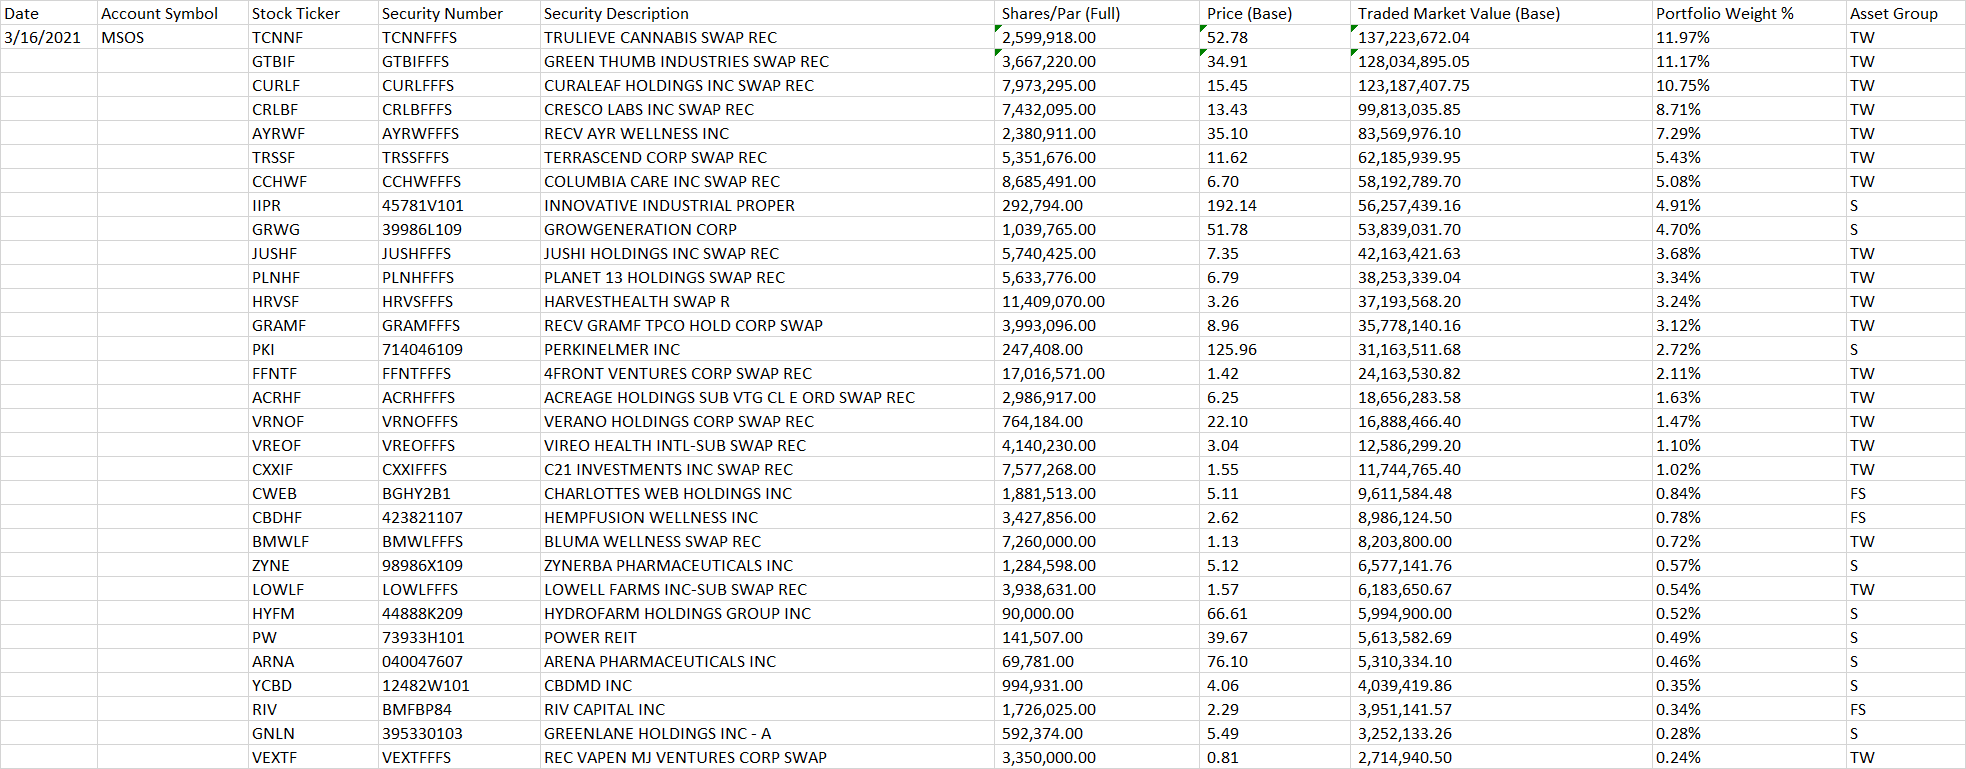 Date Account Symbol Stock Ticker Security Number Security Description Shares/Par (Full) Price (Base) Traded Market Value (Base) Portfolio Weight % Asset Group
3/16/2021 MSOS TCNNF TCNNFFFS TRULIEVE CANNABIS SWAP REC 2,599,918.00 52.78 137,223,672.04 11.97% TW
GTBIF GTBIFFFS GREEN THUMB INDUSTRIES SWAP REC 3,667,220.00 34.91 128,034,895.05 11.17% TW
CURLF CURLFFFS CURALEAF HOLDINGS INC SWAP REC 7,973,295.00 15.45 123,187,407.75 10.75% TW
CRLBF CRLBFFFS CRESCO LABS INC SWAP REC 7,432,095.00 13.43 99,813,035.85 8.71% TW
AYRWF AYRWFFFS RECV AYR WELLNESS INC 2,380,911.00 35.10 83,569,976.10 7.29% TW
TRSSF TRSSFFFS TERRASCEND CORP SWAP REC 5,351,676.00 11.62 62,185,939.95 5.43% TW
CCHWF CCHWFFFS COLUMBIA CARE INC SWAP REC 8,685,491.00 6.70 58,192,789.70 5.08% TW
IIPR 45781V101 INNOVATIVE INDUSTRIAL PROPER 292,794.00 192.14 56,257,439.16 4.91% S
GRWG 39986L109 GROWGENERATION CORP 1,039,765.00 51.78 53,839,031.70 4.70% S
JUSHF JUSHFFFS JUSHI HOLDINGS INC SWAP REC 5,740,425.00 7.35 42,163,421.63 3.68% TW
PLNHF PLNHFFFS PLANET 13 HOLDINGS SWAP REC 5,633,776.00 6.79 38,253,339.04 3.34% TW
HRVSF HRVSFFFS HARVESTHEALTH SWAP R 11,409,070.00 3.26 37,193,568.20 3.24% TW
GRAMF GRAMFFFS RECV GRAMF TPCO HOLD CORP SWAP 3,993,096.00 8.96 35,778,140.16 3.12% TW
PKI 714046109 PERKINELMER INC 247,408.00 125.96 31,163,511.68 2.72% S
FFNTF FFNTFFFS 4FRONT VENTURES CORP SWAP REC 17,016,571.00 1.42 24,163,530.82 2.11% TW
ACRHF ACRHFFFS ACREAGE HOLDINGS SUB VTG CL E ORD SWAP REC 2,986,917.00 6.25 18,656,283.58 1.63% TW
VRNOF VRNOFFFS VERANO HOLDINGS CORP SWAP REC 764,184.00 22.10 16,888,466.40 1.47% TW
VREOF VREOFFFS VIREO HEALTH INTL-SUB SWAP REC 4,140,230.00 3.04 12,586,299.20 1.10% TW
CXXIF CXXIFFFS C21 INVESTMENTS INC SWAP REC 7,577,268.00 1.55 11,744,765.40 1.02% TW
CWEB BGHY2B1 CHARLOTTES WEB HOLDINGS INC 1,881,513.00 5.11 9,611,584.48 0.84% FS
CBDHF 423821107 HEMPFUSION WELLNESS INC 3,427,856.00 2.62 8,986,124.50 0.78% FS
BMWLF BMWLFFFS BLUMA WELLNESS SWAP REC 7,260,000.00 1.13 8,203,800.00 0.72% TW
ZYNE 98986X109 ZYNERBA PHARMACEUTICALS INC 1,284,598.00 5.12 6,577,141.76 0.57% S
LOWLF LOWLFFFS LOWELL FARMS INC-SUB SWAP REC 3,938,631.00 1.57 6,183,650.67 0.54% TW
HYFM 44888K209 HYDROFARM HOLDINGS GROUP INC 90,000.00 66.61 5,994,900.00 0.52% S
PW 73933H101 POWER REIT 141,507.00 39.67 5,613,582.69 0.49% S
ARNA 040047607 ARENA PHARMACEUTICALS INC 69,781.00 76.10 5,310,334.10 0.46% S
YCBD 12482W101 CBDMD INC 994,931.00 4.06 4,039,419.86 0.35% S
RIV BMFBP84 RIV CAPITAL INC 1,726,025.00 2.29 3,951,141.57 0.34% FS
GNLN 395330103 GREENLANE HOLDINGS INC - A 592,374.00 5.49 3,252,133.26 0.28% S
VEXTF VEXTFFFS REC VAPEN MJ VENTURES CORP SWAP 3,350,000.00 0.81 2,714,940.50 0.24% TW